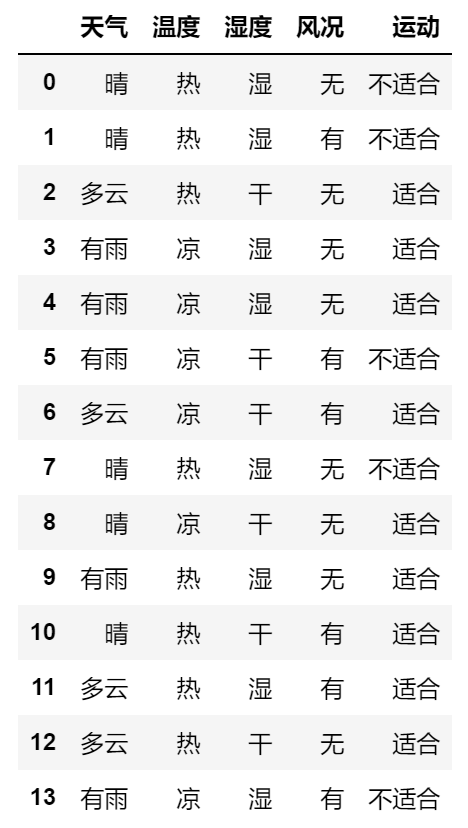 天气 温度 湿度 风况 运动
0 晴 热 湿 无 不适合
1 晴 热 湿 有 不适合
2 多云 热 干 无 适合
3 有雨 凉 湿 无 适合
4 有雨 凉 湿 无 适合
5 有雨 凉 干 有 不适合
6 多云 凉 干 有 适合
7 晴 热 湿 无 不适合
8 晴 凉 干 无 适合
9 有雨 热 湿 无 适合
10 晴 热 干 有 适合
11 多云 热 湿 有 适合
12 多云 热 干 无 适合
13 有雨 凉 湿 有 不适合